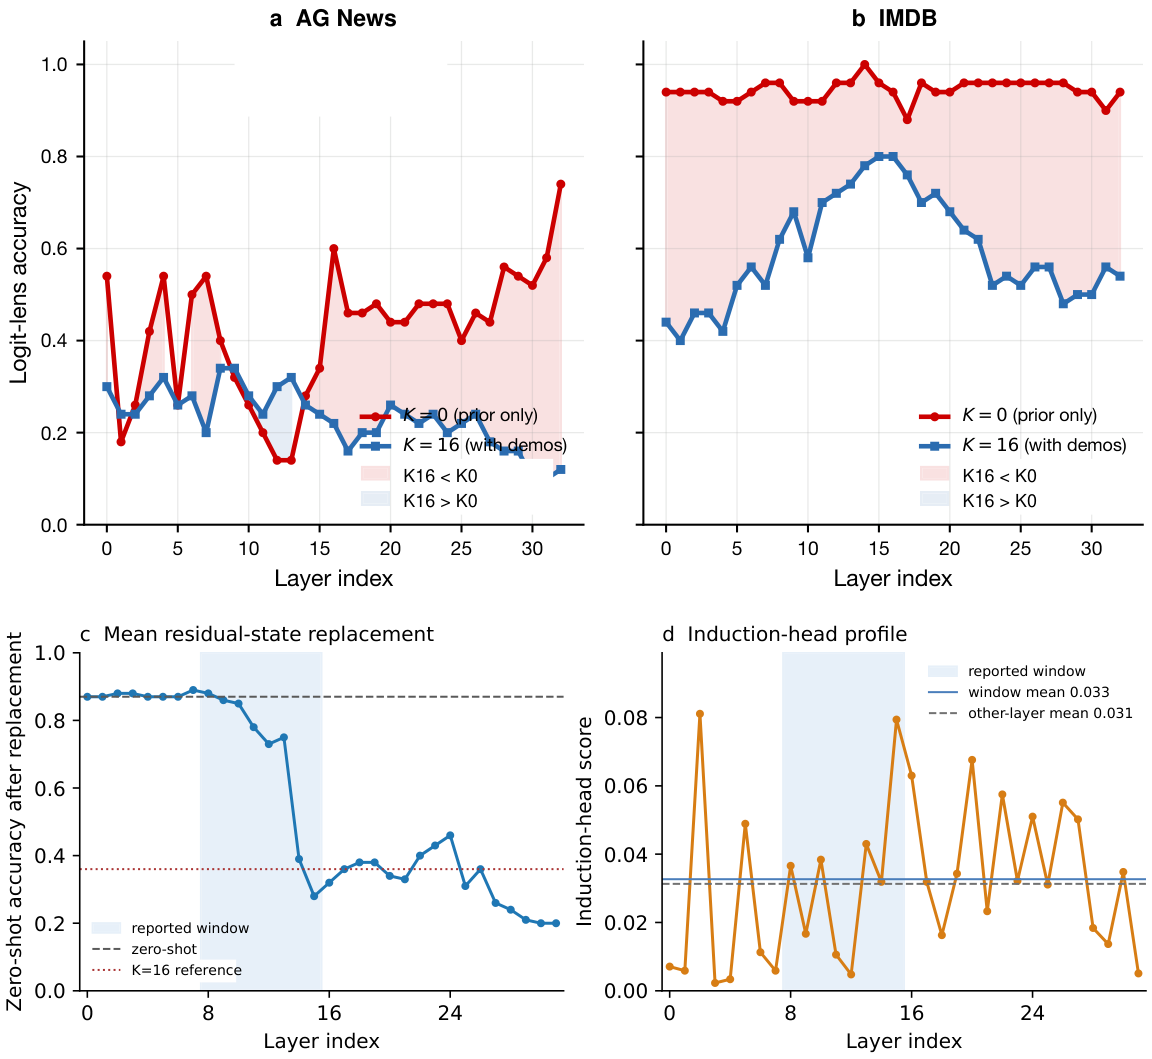 a AG News
b IMDB
Logit-lens accuracy
1.0
0.8
0.6
0.4
0.2
0.0
K = 0 (prior only)
K = 16 (with demos)
K16 < K0
K16 > K0
K = 0 (prior only)
K = 16 (with demos)
K16 < K0
K16 > K0
0 5 10 15 20 25 30
0 5 10 15 20 25 30
Layer index
Layer index
c Mean residual-state replacement
Zero-shot accuracy after replacement
1.0
0.8
0.6
0.4
0.2
0.0
reported window
zero-shot
K=16 reference
0 8 16 24
Layer index
d Induction-head profile
Induction-head score
0.08
0.06
0.04
0.02
0.00
reported window
window mean 0.033
other-layer mean 0.031
0 8 16 24
Layer index